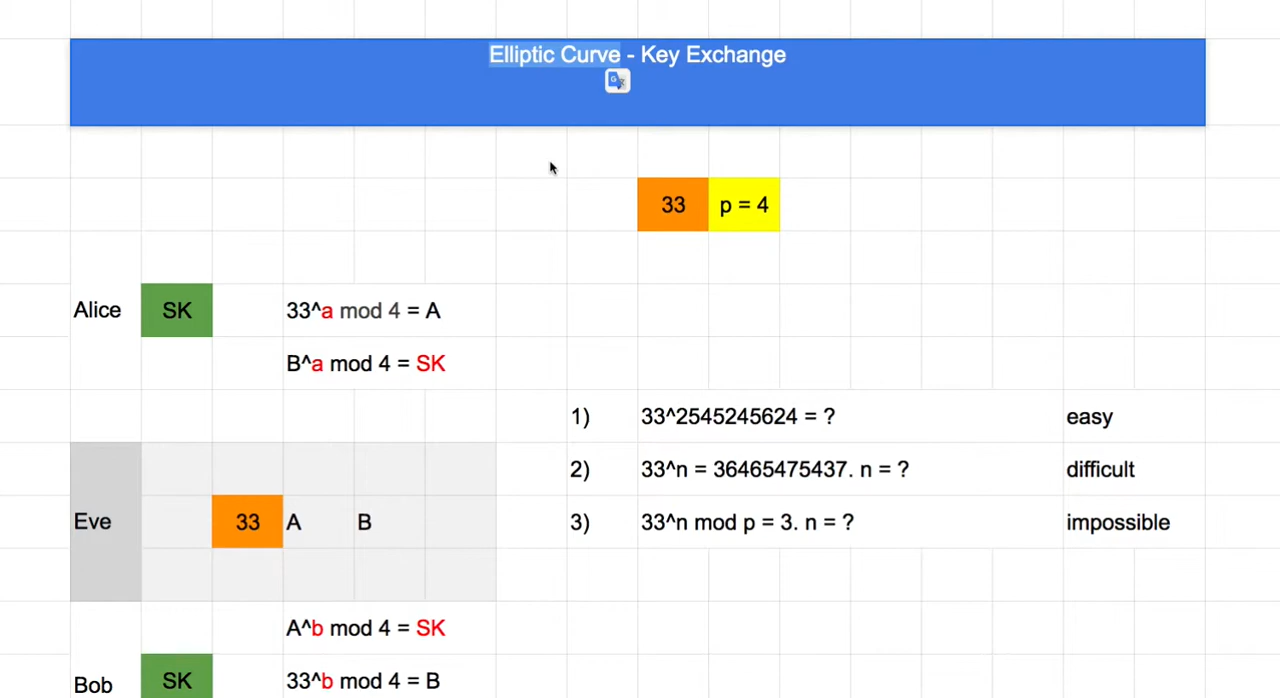 Elliptic Curve - Key Exchange
33 p = 4
Alice SK 33^a mod 4 = A
B^a mod 4 = SK
1) 33^2545245624 = ? easy
2) 33^n = 36465475437. n = ? difficult
Eve 33 A B
3) 33^n mod p = 3. n = ? impossible
A^b mod 4 = SK
Bob SK 33^b mod 4 = B